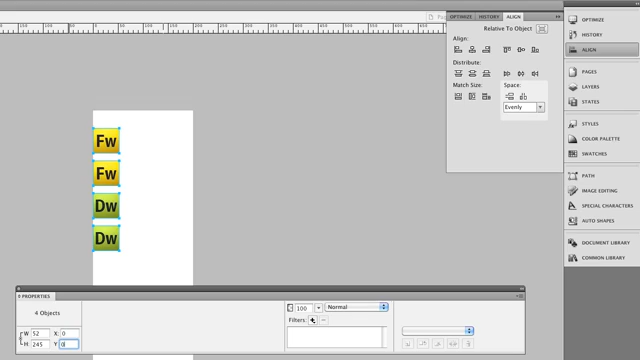 OPTIMIZE HISTORY ALIGN
Relative To Object
Align:
Distribute:
Match Size: Space:
Evenly
OPTIMIZE
HISTORY
ALIGN
PAGES
LAYERS
STATES
STYLES
COLOR PALETTE
SWATCHES
PATH
IMAGE EDITING
SPECIAL CHARACTERS
AUTO SHAPES
DOCUMENT LIBRARY
COMMON LIBRARY
Fw
Fw
Dw
Dw
PROPERTIES
4 Objects
W 52 X: 0
H: 245 Y: 0
100 Normal
Filters: